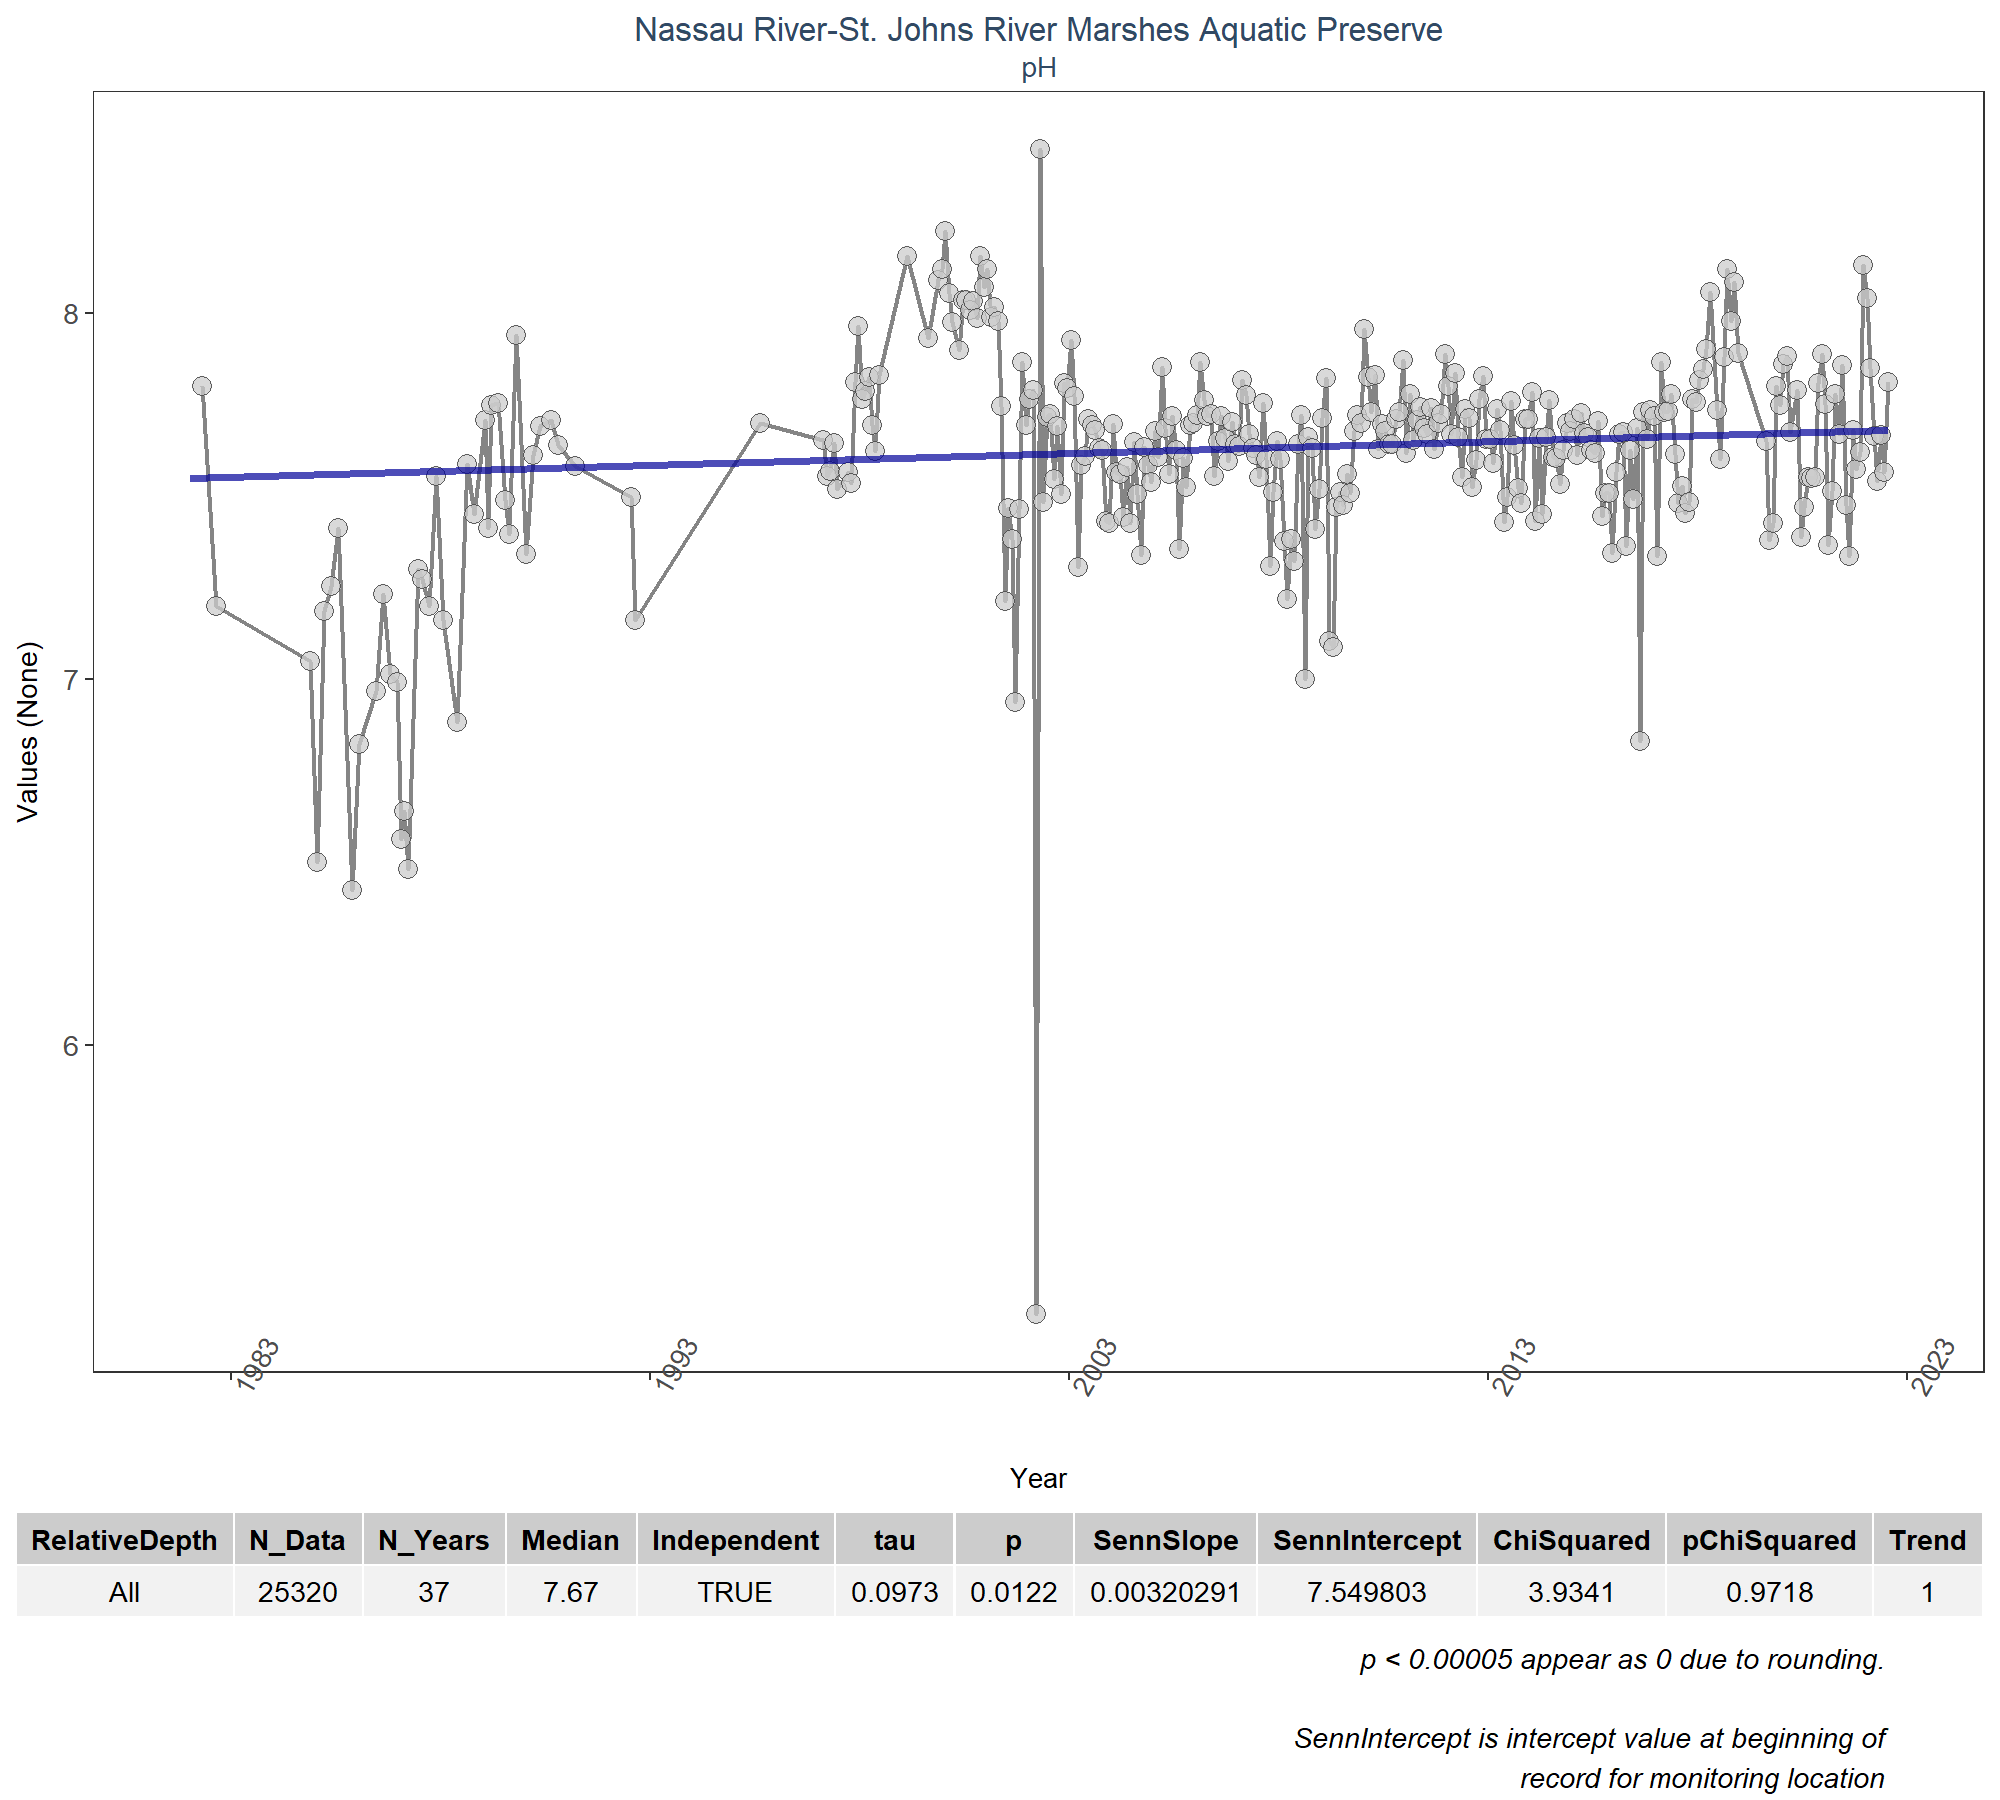 Nassau River-St. Johns River Marshes Aquatic Preserve
pH
8
7
6
Values (None)
1983
1993
2003
2013
2023
Year
RelativeDepth N_Data N_Years Median Independent tau p SennSlope SennIntercept ChiSquared pChiSquared Trend
All 25320 37 7.67 TRUE 0.0973 0.0122 0.00320291 7.549803 3.9341 0.9718 1
p < 0.00005 appear as 0 due to rounding.
SennIntercept is intercept value at beginning of
record for monitoring location